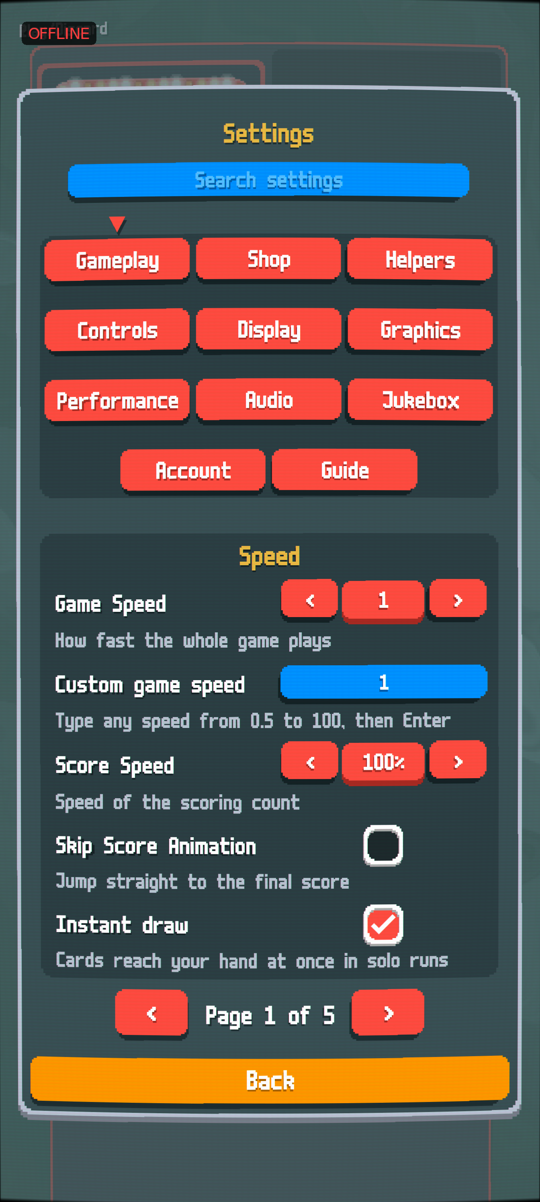 OFFLINE
Settings
Search settings
Gameplay Shop Helpers
Controls Display Graphics
Performance Audio Jukebox
Account Guide
Speed
Game Speed < 1 >
How fast the whole game plays
Custom game speed 1
Type any speed from 0.5 to 100, then Enter
Score Speed < 100% >
Speed of the scoring count
Skip Score Animation
Jump straight to the final score
Instant draw
Cards reach your hand at once in solo runs
< Page 1 of 5 >
Back